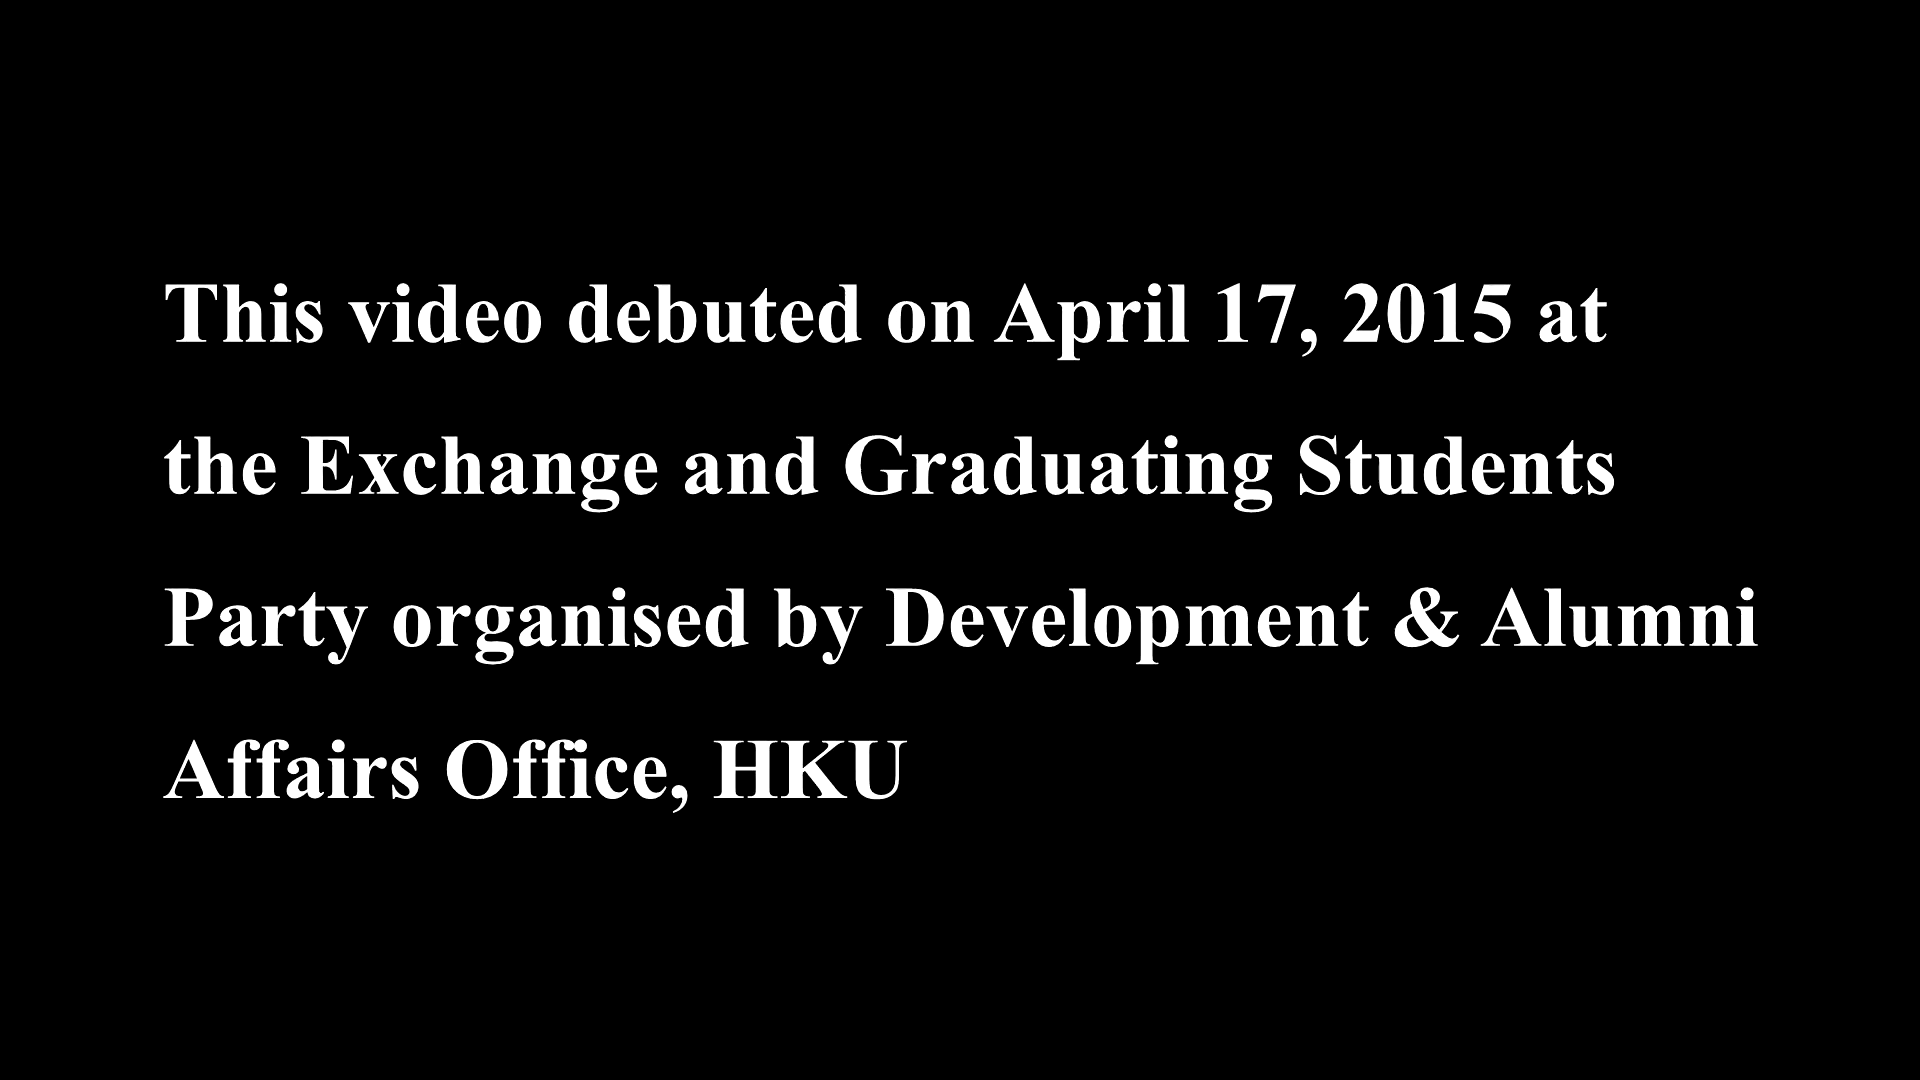 This video debuted on April 17, 2015 at
the Exchange and Graduating Students
Party organised by Development & Alumni
Affairs Office, HKU